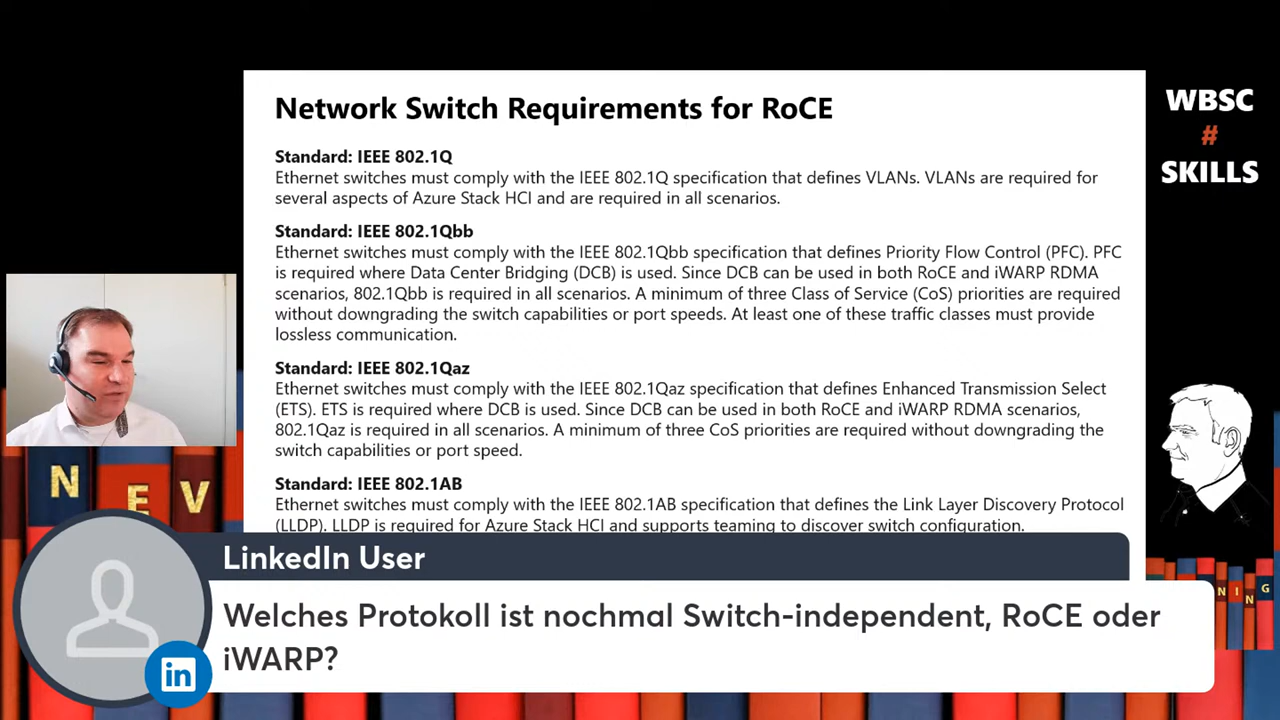 Network Switch Requirements for RoCE
Standard: IEEE 802.1Q
Ethernet switches must comply with the IEEE 802.1Q specification that defines VLANs. VLANs are required for
several aspects of Azure Stack HCI and are required in all scenarios.
Standard: IEEE 802.1Qbb
Ethernet switches must comply with the IEEE 802.1Qbb specification that defines Priority Flow Control (PFC). PFC
is required where Data Center Bridging (DCB) is used. Since DCB can be used in both RoCE and iWARP RDMA
scenarios, 802.1Qbb is required in all scenarios. A minimum of three Class of Service (CoS) priorities are required
without downgrading the switch capabilities or port speeds. At least one of these traffic classes must provide
lossless communication.
Standard: IEEE 802.1Qaz
Ethernet switches must comply with the IEEE 802.1Qaz specification that defines Enhanced Transmission Select
(ETS). ETS is required where DCB is used. Since DCB can be used in both RoCE and iWARP RDMA scenarios,
802.1Qaz is required in all scenarios. A minimum of three CoS priorities are required without downgrading the
switch capabilities or port speed.
Standard: IEEE 802.1AB
Ethernet switches must comply with the IEEE 802.1AB specification that defines the Link Layer Discovery Protocol
(LLDP). LLDP is required for Azure Stack HCI and supports teaming to discover switch configuration.
WBSC
#
SKILLS
NEV
NING
LinkedIn User
Welches Protokoll ist nochmal Switch-independent, RoCE oder
iWARP?
in